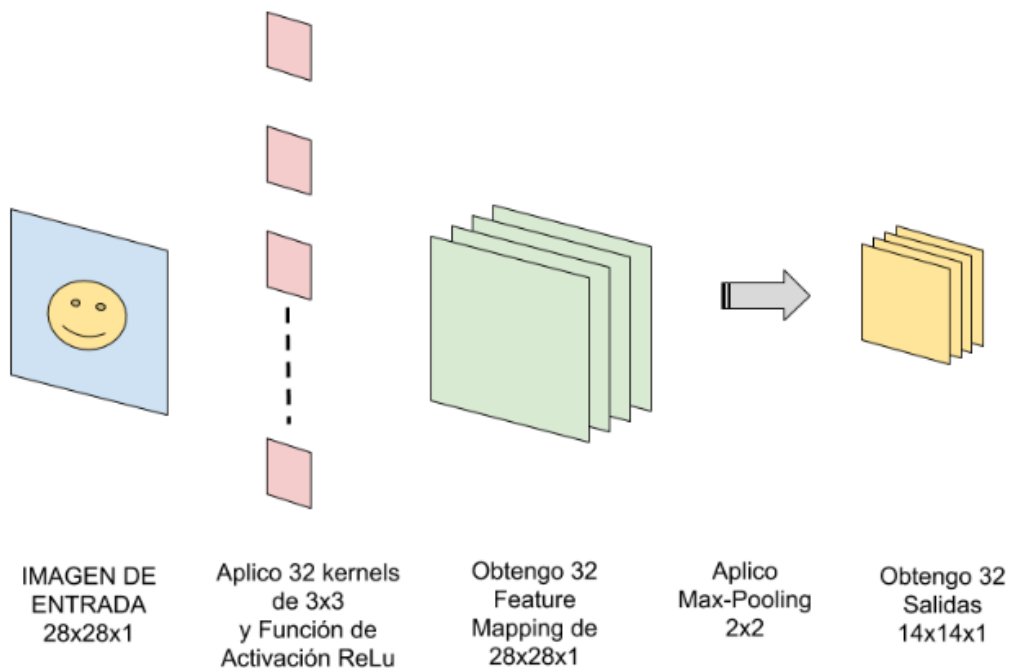 IMAGEN DE
ENTRADA
28x28x1
Aplico 32 kernels
de 3x3
y Función de
Activación ReLu
Obtengo 32
Feature
Mapping de
28x28x1
Aplico
Max-Pooling
2x2
Obtengo 32
Salidas
14x14x1